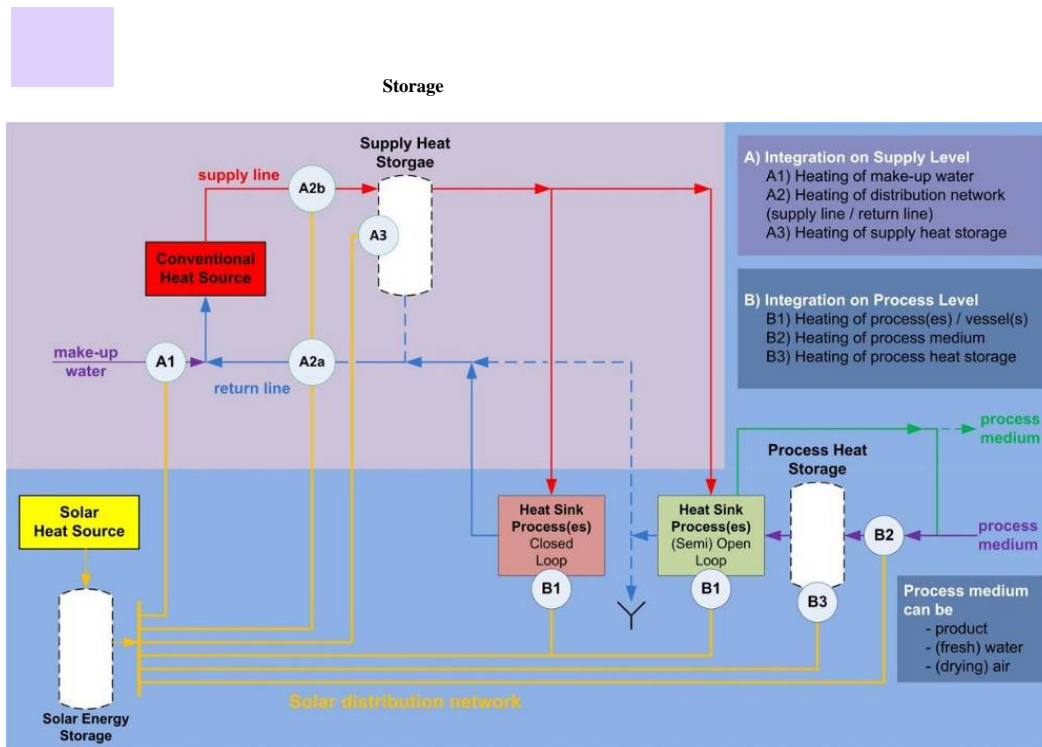 Storage
Supply Heat
Storgae
supply line
A2b
A3
Conventional
Heat Source
make-up
water
A1
A2a
return line
A) Integration on Supply Level
A1) Heating of make-up water
A2) Heating of distribution network
(supply line / return line)
A3) Heating of supply heat storage
B) Integration on Process Level
B1) Heating of process(es) / vessel(s)
B2) Heating of process medium
B3) Heating of process heat storage
process
medium
Process Heat
Storage
Solar
Heat Source
Heat Sink
Process(es)
Closed
Loop
B1
Heat Sink
Process(es)
(Semi) Open
Loop
B1
B3
B2
process
medium
Process medium
can be
- product
- (fresh) water
- (drying) air
Solar distribution network
Solar Energy
Storage